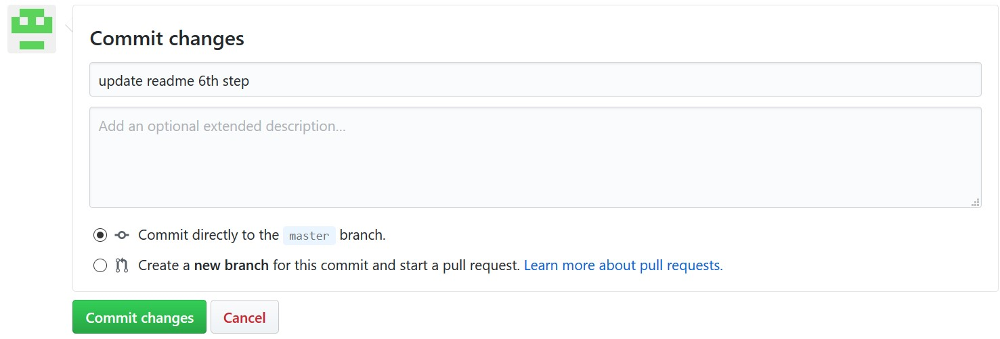 Commit changes
update readme 6th step
Add an optional extended description...
Commit directly to the master branch.
Create a new branch for this commit and start a pull request. Learn more about pull requests.
Commit changes Cancel